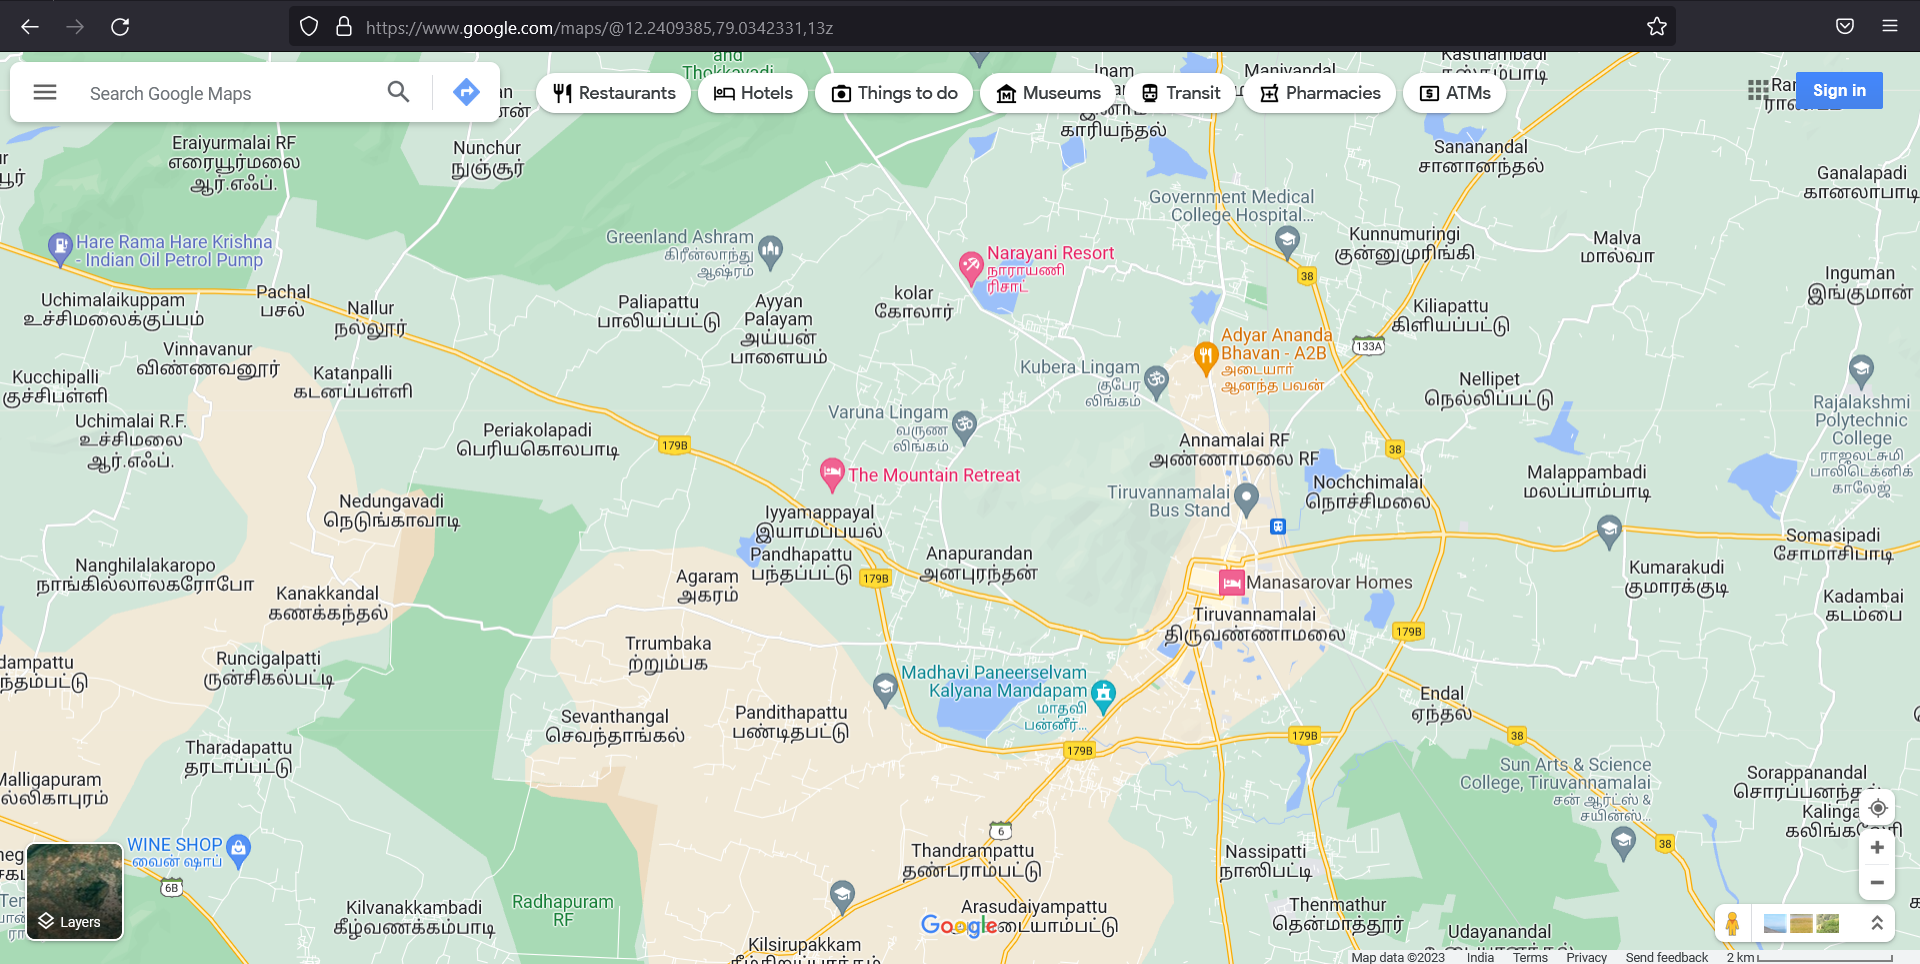 https://www.google.com/maps/@12.2409385,79.0342331,13z
and
Thokkavadi
Inam
Manivandal
Kasthambadi
Search Google Maps
Restaurants
Hotels
Things to do
Museums
Transit
Pharmacies
ATMs
Sign in
காரியந்தல்
Eraiyurmalai RF
எரையூர்மலை
ஆர்.எஃப்.
Nunchur
நுஞ்சூர்
Sananandal
சானானந்தல்
Ganalapadi
கானலாபாடி
Government Medical
College Hospital...
Hare Rama Hare Krishna
- Indian Oil Petrol Pump
Greenland Ashram
கிரீன்லாந்து
ஆஷ்ரம்
Narayani Resort
நாராயணி
ரிசாட்
Kunnumuringi
குன்னுமுரிங்கி
Malva
மால்வா
38
Inguman
இங்குமான்
Uchimalaikuppam
உச்சிமலைக்குப்பம்
Pachal
பசல்
Nallur
நல்லூர்
Paliapattu
பாலியப்பட்டு
Ayyan
Palayam
அய்யன்
பாளையம்
kolar
கோலார்
Kiliapattu
கிளியப்பட்டு
Adyar Ananda
Bhavan - A2B
அடையார்
ஆனந்த பவன்
133A
Vinnavanur
விண்ணவனூர்
Kucchipalli
குச்சிபள்ளி
Katanpalli
கடனப்பள்ளி
Kubera Lingam
குபேர
லிங்கம்
Nellipet
நெல்லிப்பட்டு
Rajalakshmi
Polytechnic
College
ராஜலட்சுமி
பாலிடெக்னிக்
காலேஜ்
Uchimalai R.F.
உச்சிமலை
ஆர்.எஃப்.
Periakolapadi
பெரியகொலபாடி
179B
Varuna Lingam
வருண
லிங்கம்
Annamalai RF
அண்ணாமலை RF
38
The Mountain Retreat
Malappambadi
மலப்பாம்பாடி
Nochchimalai
நொச்சிமலை
Tiruvannamalai
Bus Stand
Nedungavadi
நெடுங்காவாடி
Iyyamappayal
இயாமப்பயல்
Pandhapattu
பந்தப்பட்டு
Anapurandan
அனபுரந்தன்
Somasipadi
சோமாசிபாடி
Nanghilalakaropo
நாங்கில்லாலகரோபோ
Agaram
அகரம்
179B
Manasarovar Homes
Kumarakudi
குமாரக்குடி
Kanakkandal
கணக்கந்தல்
Kadambai
கடம்பை
Tiruvannamalai
திருவண்ணாமலை
179B
Trrumbaka
ற்றும்பக
dampattu
ந்தம்பட்டு
Runcigalpatti
ருன்சிகல்பட்டி
Madhavi Paneerselvam
Kalyana Mandapam
மாதவி
பன்னீர்...
Endal
ஏந்தல்
Sevanthangal
செவந்தாங்கல்
Pandithapattu
பண்டிதபட்டு
179B
179B
38
Tharadapattu
தரடாப்பட்டு
Malligapuram
ல்லிகாபுரம்
Sun Arts & Science
College, Tiruvannamalai
சன் ஆர்ட்ஸ் &
சயின்ஸ்...
Sorappanandal
சொரப்பனந்தல்
WINE SHOP
வைன் ஷாப்
6
38
Thandrampattu
தண்டராம்பட்டு
Nassipatti
நாஸிபட்டி
6B
Layers
Kilvanakkambadi
கீழ்வணக்கம்பாடி
Radhapuram
RF
Arasudaiyampattu
Google
Thenmathur
தென்மாத்தூர்
Kilsirupakkam
Udayanandal
Map data ©2023
India
Terms
Privacy
Send feedback
2 km